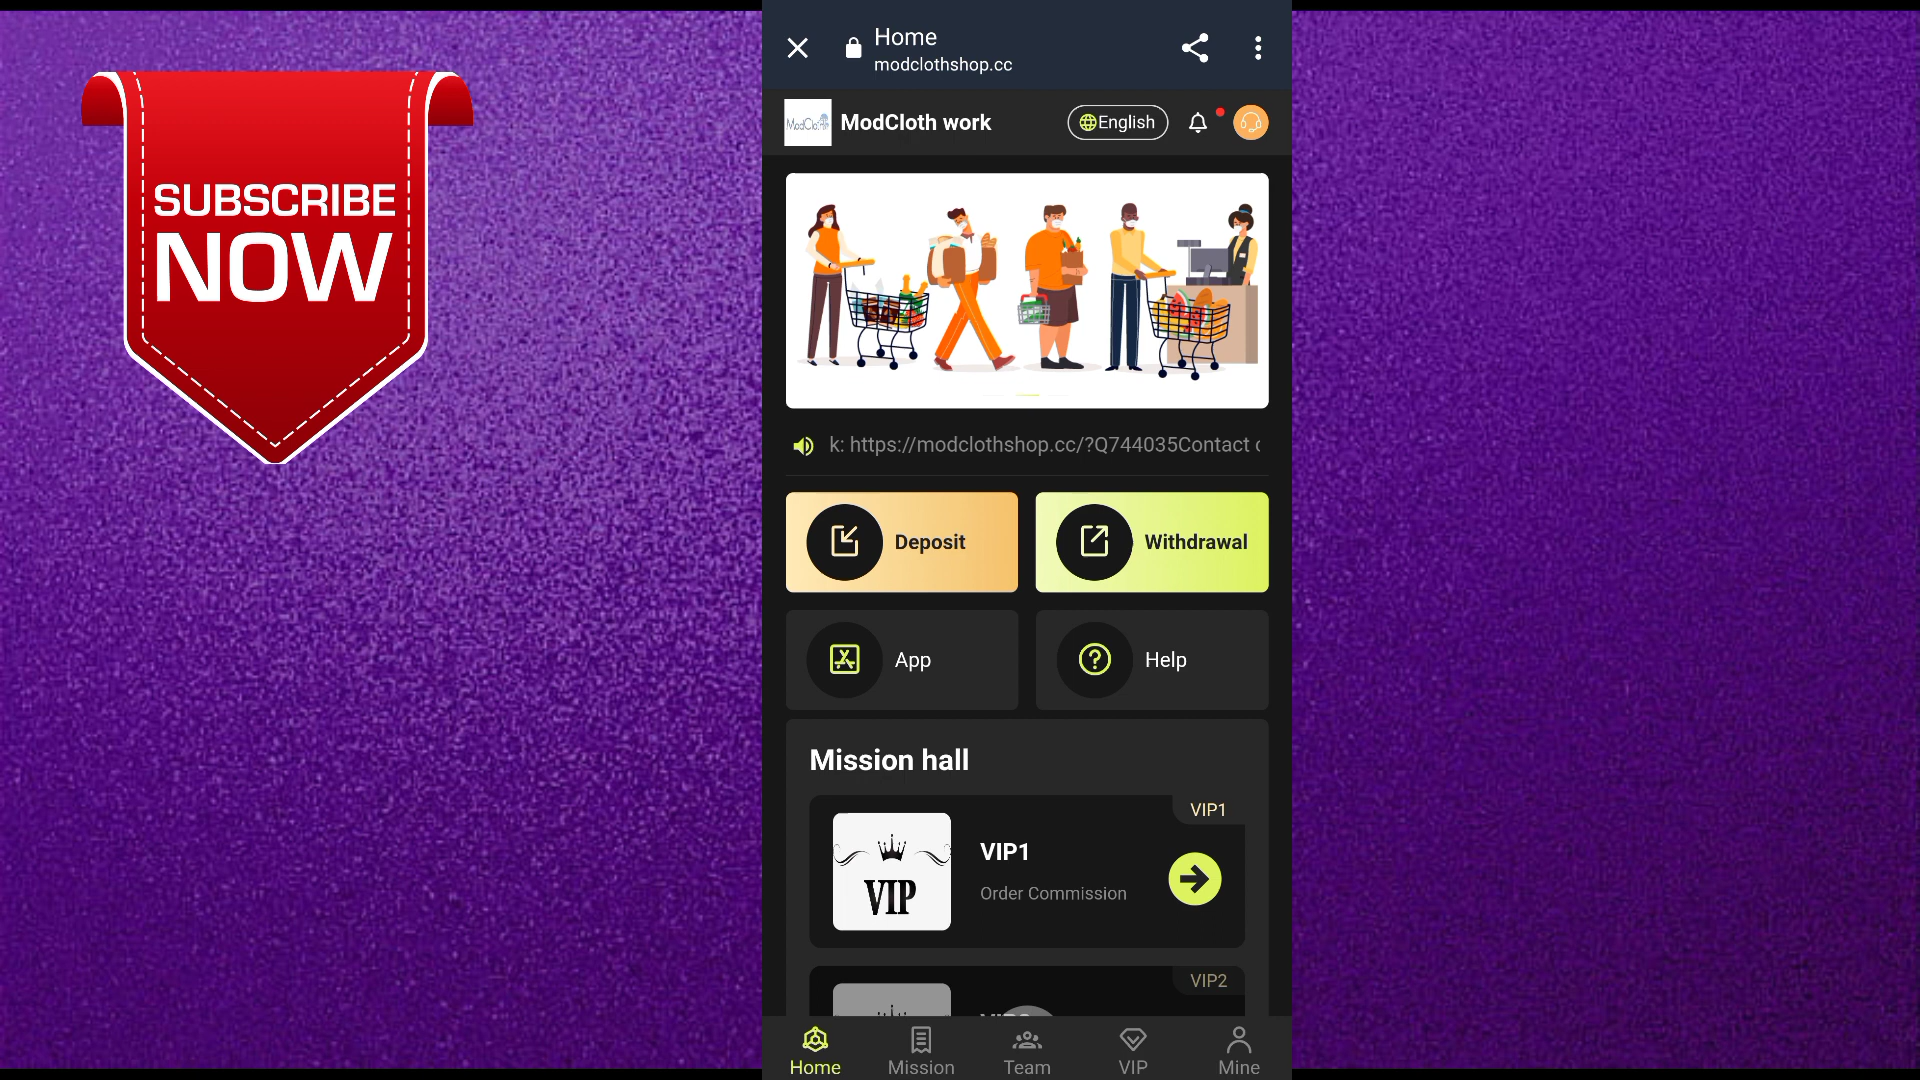 SUBSCRIBE
NOW
Home
modclothshop.cc
ModCloth work
English
k: https://modclothshop.cc/?Q744035Contact
Deposit
Withdrawal
App
Help
Mission hall
VIP1
VIP
VIP1
Order Commission
VIP2
Home
Mission
Team
VIP
Mine